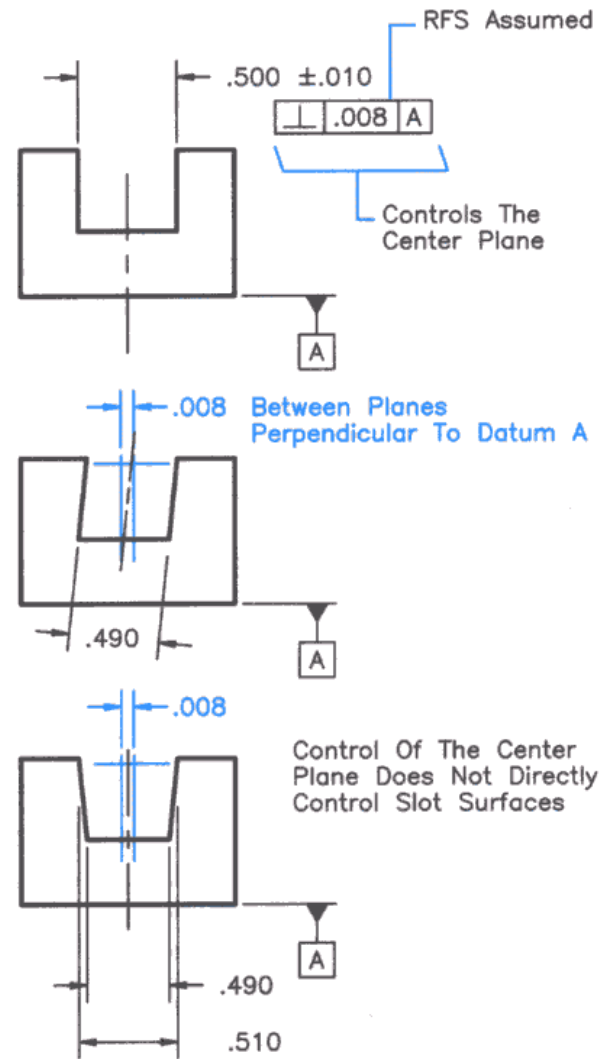 RFS Assumed
.500 ±.010
⊥ .008 A
Controls The
Center Plane
A
.008 Between Planes
Perpendicular To Datum A
.490
A
.008
Control Of The Center
Plane Does Not Directly
Control Slot Surfaces
A
.490
.510